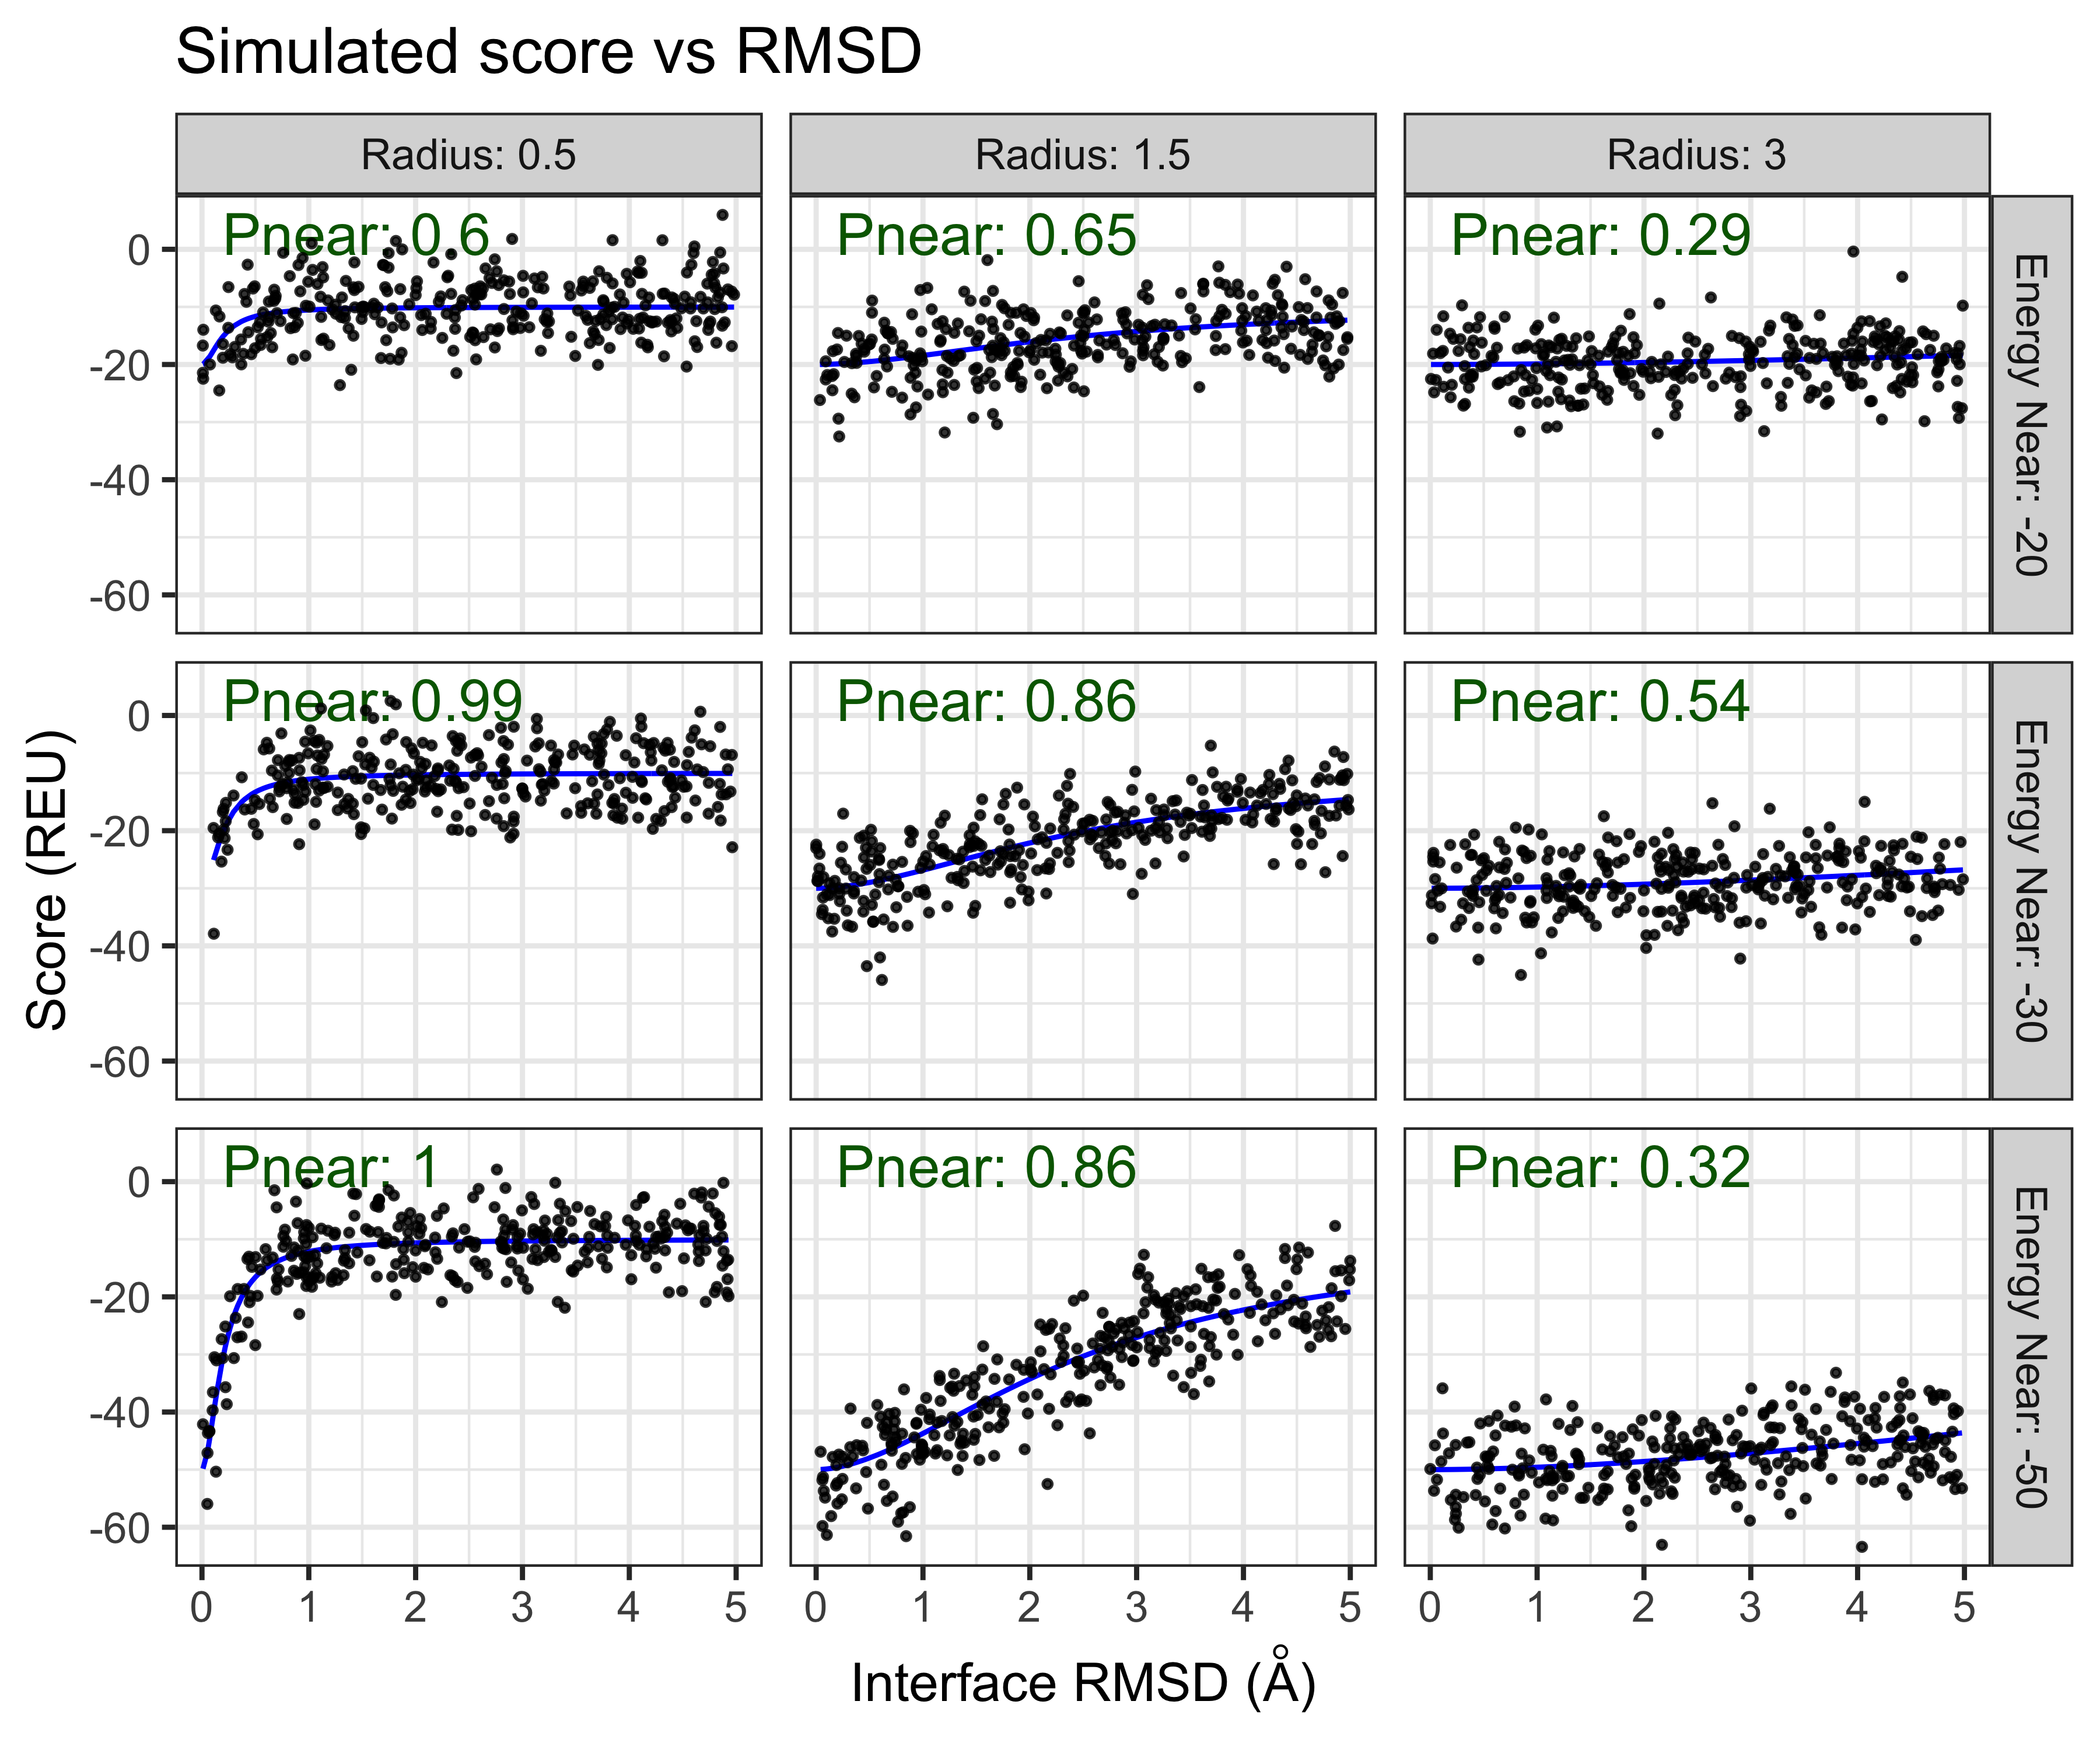 Simulated score vs RMSD
Radius: 0.5
Radius: 1.5
Radius: 3
Pnear: 0.6
Pnear: 0.65
Pnear: 0.29
0
-20
-40
-60
Energy Near: -20
Pnear: 0.99
Pnear: 0.86
Pnear: 0.54
0
-20
-40
-60
Energy Near: -30
Score (REU)
Pnear: 1
Pnear: 0.86
Pnear: 0.32
0
-20
-40
-60
Energy Near: -50
0 1 2 3 4 5
0 1 2 3 4 5
0 1 2 3 4 5
Interface RMSD (Å)